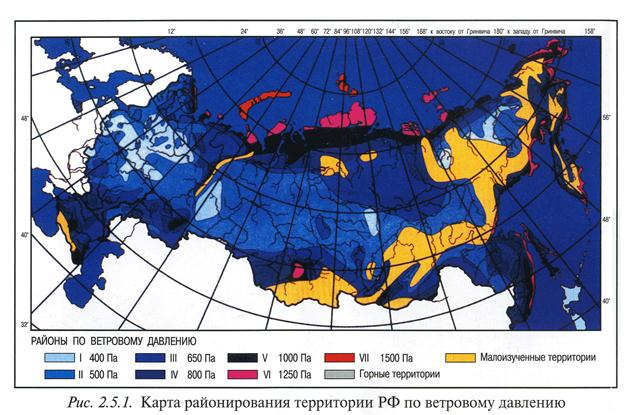 12° 24° 36° 48° 60° 72° 84° 96° 108° 120° 132° 144° 156° 168° к востоку от Гринвича 180° к западу от Гринвича 158°
48°
56°
40°
48°
32°
40°
РАЙОНЫ ПО ВЕТРОВОМУ ДАВЛЕНИЮ
I 400 Па III 650 Па V 1000 Па VII 1500 Па Малоизученные территории
II 500 Па IV 800 Па VI 1250 Па Горные территории
Рис. 2.5.1. Карта районирования территории РФ по ветровому давлению